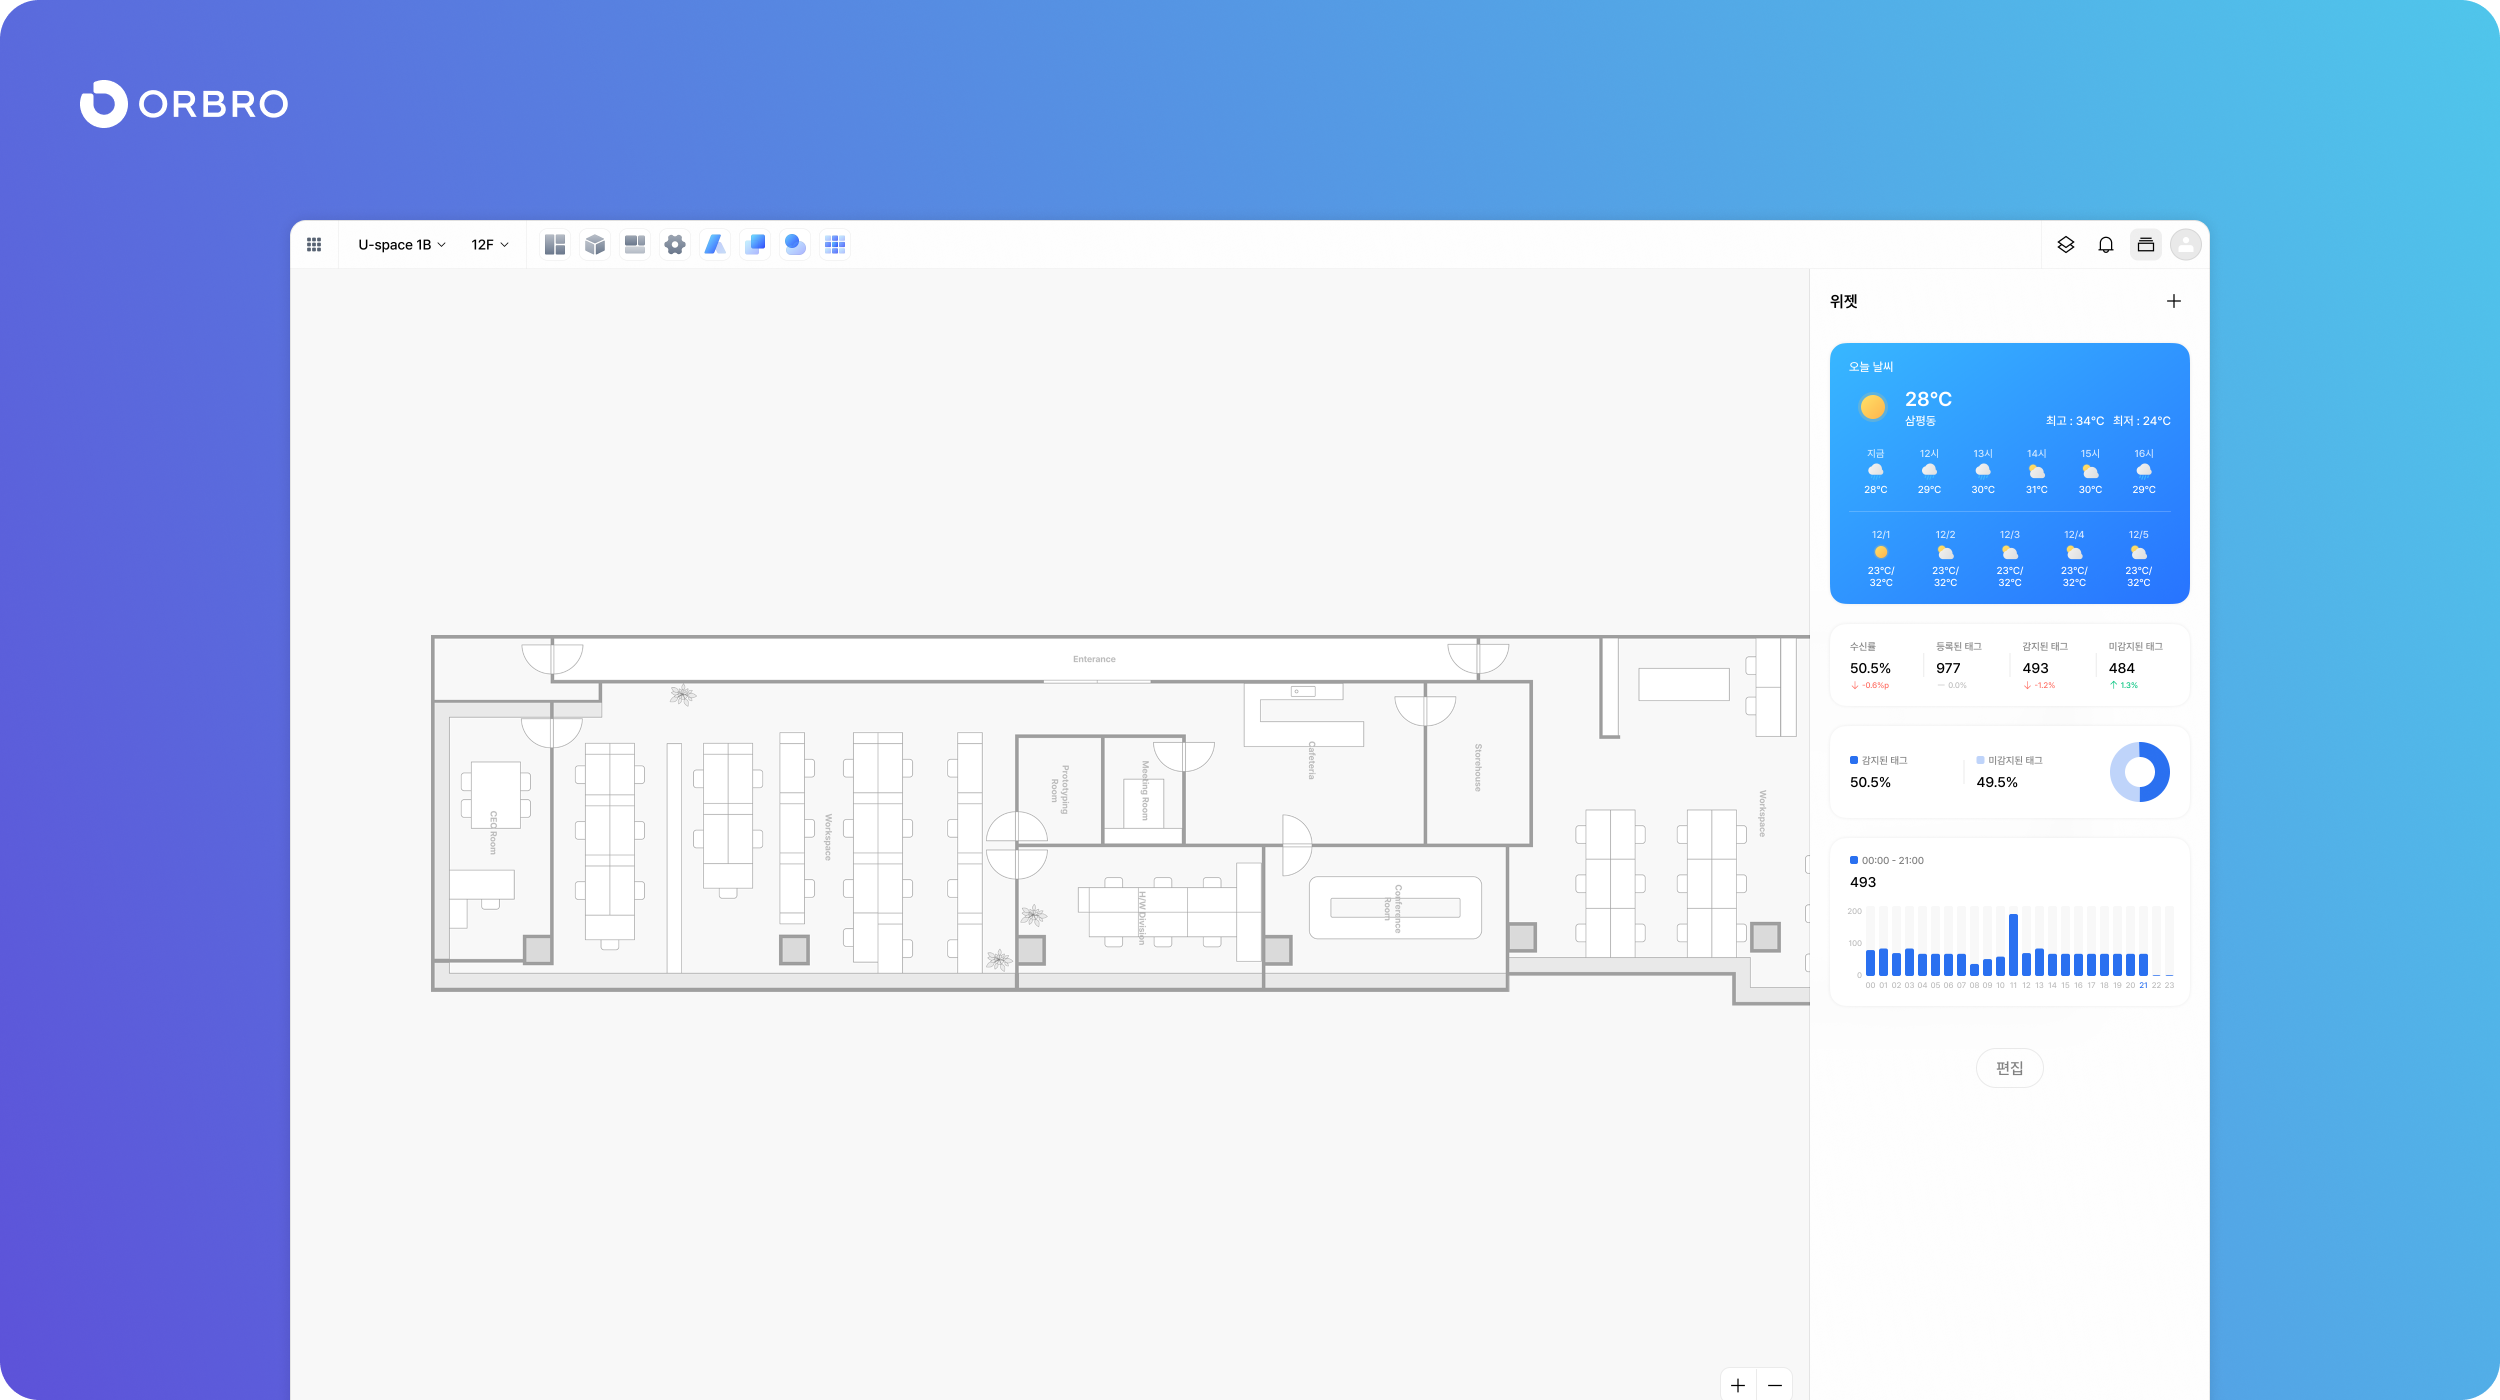 ORBRO
U-space 1B
12F
위젯
오늘 날씨
28°C
삼평동
최고 : 34°C 최저 : 24°C
지금 12시 13시 14시 15시 16시
28°C 29°C 30°C 31°C 30°C 29°C
12/1 12/2 12/3 12/4 12/5
23°C/ 23°C/ 23°C/ 23°C/ 23°C/
32°C 32°C 32°C 32°C 32°C
수신률 등록된 태그 감지된 태그 미감지된 태그
50.5% 977 493 484
-0.6%p 0.0% -1.2% 1.3%
감지된 태그 미감지된 태그
50.5% 49.5%
00:00 - 21:00
493
200
100
0
00 01 02 03 04 05 06 07 08 09 10 11 12 13 14 15 16 17 18 19 20 21 22 23
편집
Enterance
CEO Room
Workspace
Prototyping
Room
Meeting Room
Cafeteria
Storehouse
H/W Division
Conference
Room
Workspace